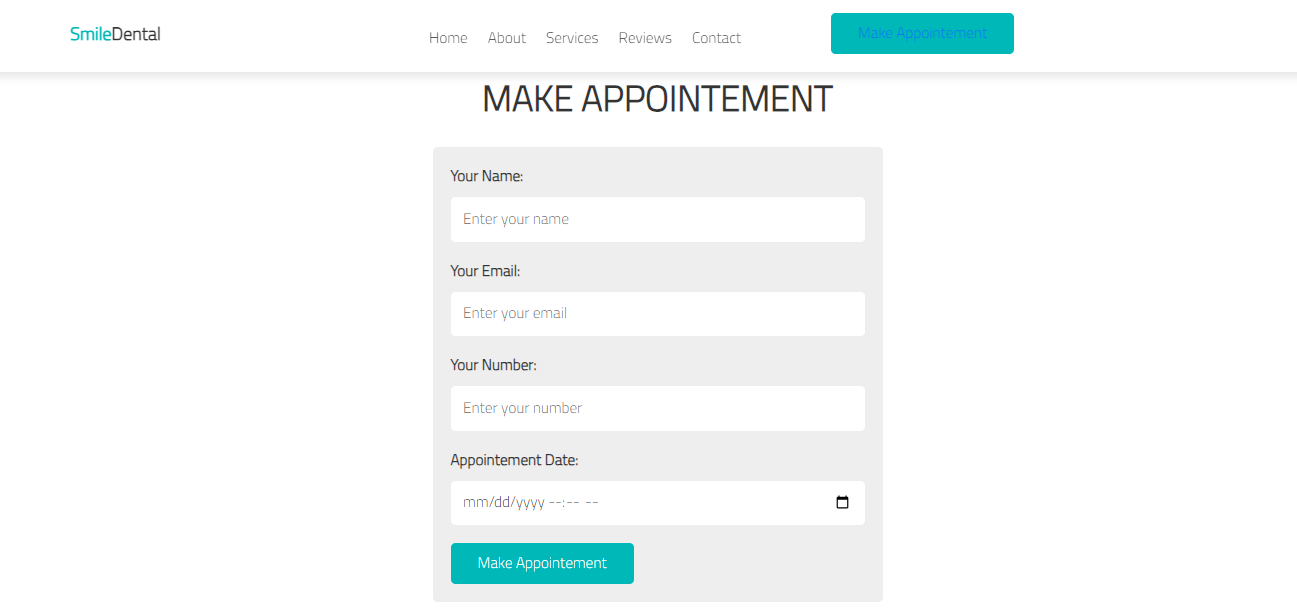 SmileDental
Home About Services Reviews Contact
Make Appointement
MAKE APPOINTEMENT
Your Name:
Enter your name
Your Email:
Enter your email
Your Number:
Enter your number
Appointement Date:
mm/dd/yyyy --:-- --
Make Appointement